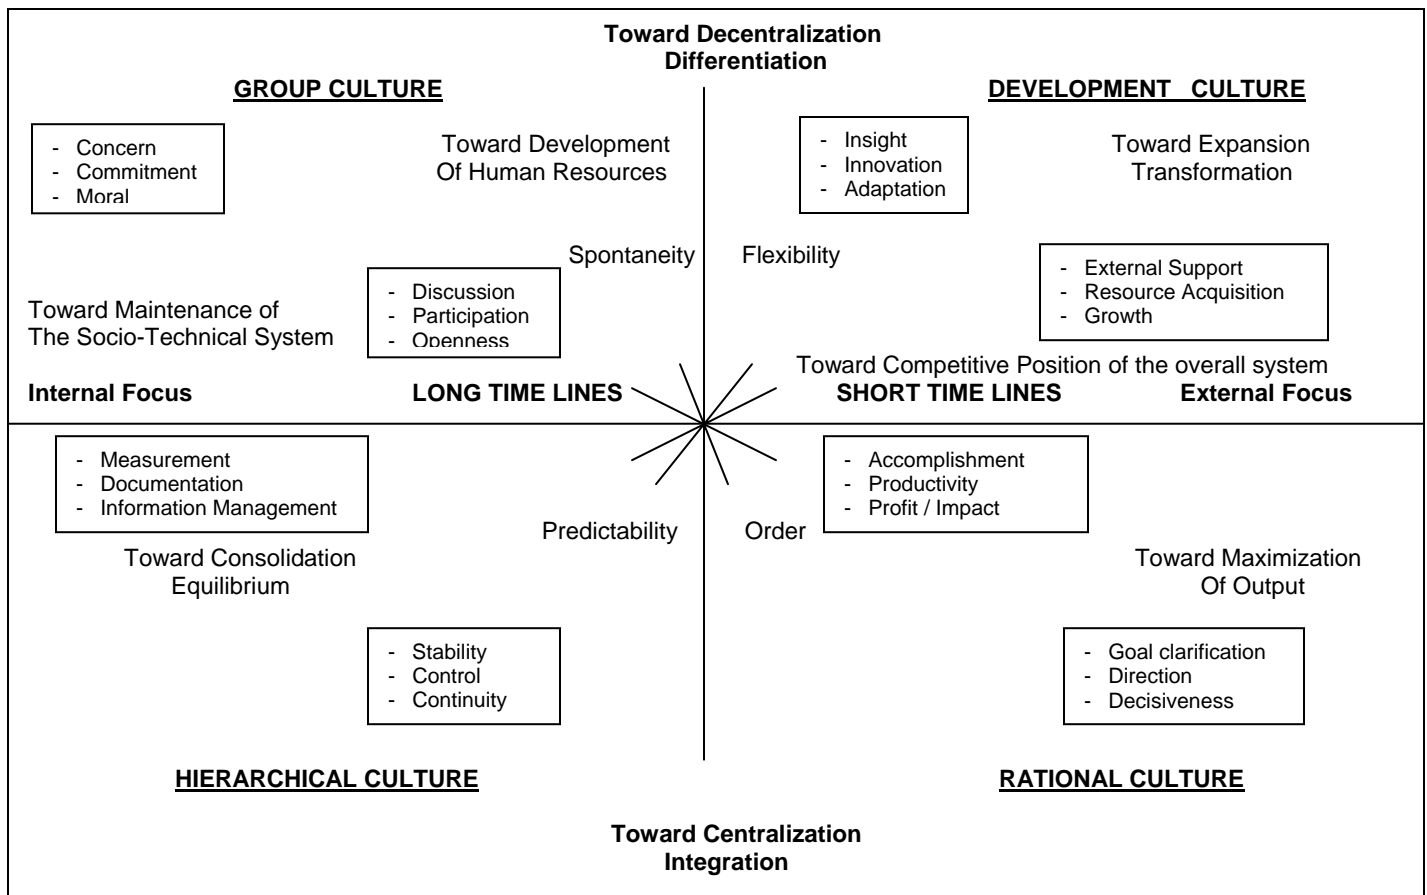 Toward Decentralization
Differentiation
GROUP CULTURE
DEVELOPMENT CULTURE
- Concern
- Commitment
- Moral
Toward Development
Of Human Resources
- Insight
- Innovation
- Adaptation
Toward Expansion
Transformation
Spontaneity
Flexibility
Toward Maintenance of
The Socio-Technical System
- Discussion
- Participation
- Openness
- External Support
- Resource Acquisition
- Growth
Toward Competitive Position of the overall system
Internal Focus
LONG TIME LINES
SHORT TIME LINES
External Focus
- Measurement
- Documentation
- Information Management
- Accomplishment
- Productivity
- Profit / Impact
Predictability
Order
Toward Consolidation
Equilibrium
Toward Maximization
Of Output
- Stability
- Control
- Continuity
- Goal clarification
- Direction
- Decisiveness
HIERARCHICAL CULTURE
RATIONAL CULTURE
Toward Centralization
Integration